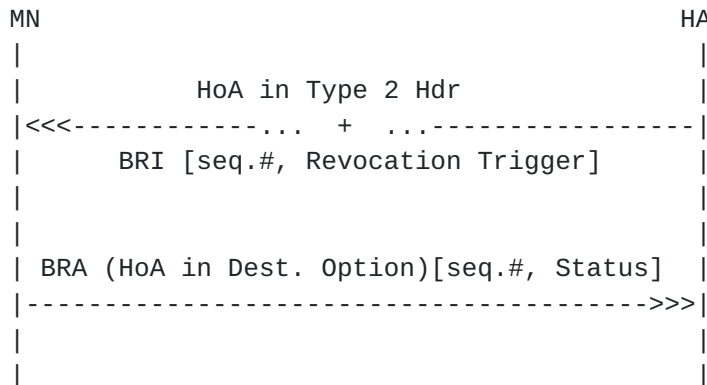 MN HA
HoA in Type 2 Hdr
|<<<------------... + ...-----------------|
| BRI [seq.#, Revocation Trigger] |
| BRA (HoA in Dest. Option)[seq.#, Status] |
|---------------------------------------->>>|